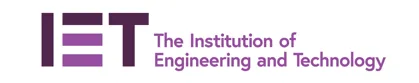 IET The Institution of
Engineering and Technology